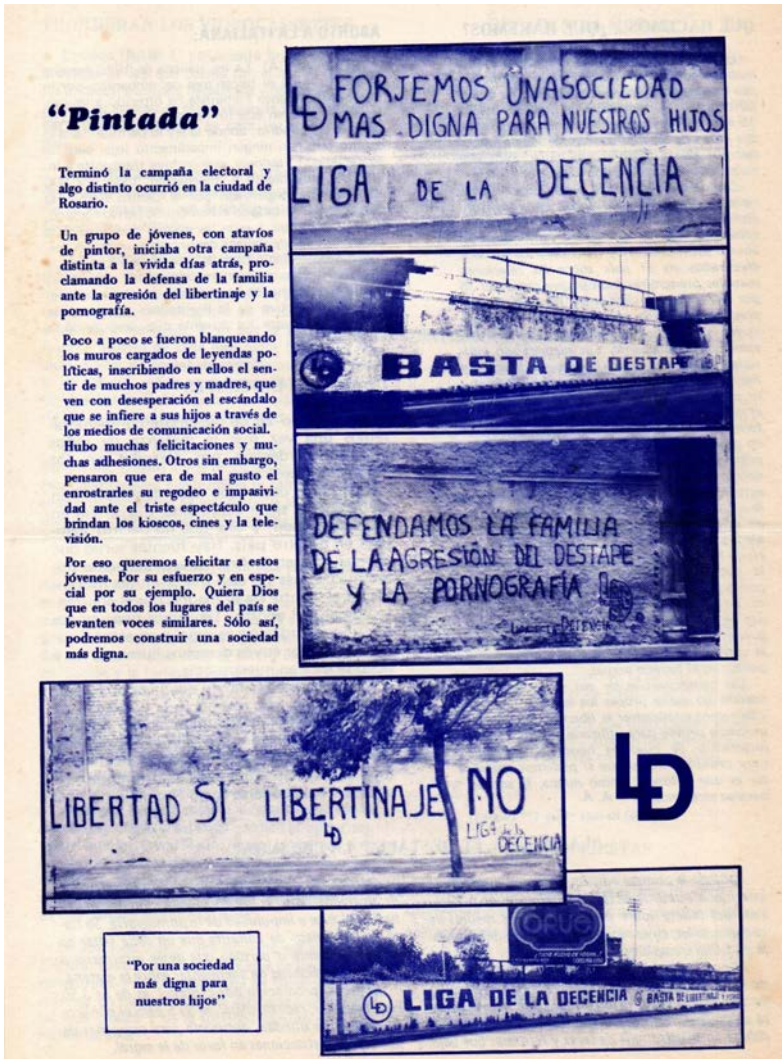 "Pintada"
Terminó la campaña electoral y
algo distinto ocurrió en la ciudad de
Rosario.
Un grupo de jóvenes, con atavíos
de pintor, iniciaba otra campaña
distinta a la vivida días atrás, pro-
clamando la defensa de la familia
ante la agresión del libertinaje y la
pornografía.
Poco a poco se fueron blanqueando
los muros cargados de leyendas po-
líticas, inscribiendo en ellos el sen-
tir de muchos padres y madres, que
ven con desesperación el escándalo
que se infiere a sus hijos a través de
los medios de comunicación social.
Hubo muchas felicitaciones y mu-
chas adhesiones. Otros sin embargo,
pensaron que era de mal gusto el
enrostrarles su regodeo e impasivi-
dad ante el triste espectáculo que
brindan los kioscos, cines y la tele-
visión.
Por eso queremos felicitar a estos
jóvenes. Por su esfuerzo y en espe-
cial por su ejemplo. Quiera Dios
que en todos los lugares del país se
levanten voces similares. Sólo así,
podremos construir una sociedad
más digna.
LD FORJEMOS UNA SOCIEDAD
MAS DIGNA PARA NUESTROS HIJOS
LIGA DE LA DECENCIA
LD BASTA DE DESTAPE
DEFENDAMOS LA FAMILIA
DE LA AGRESIÓN DEL DESTAPE
Y LA PORNOGRAFÍA LD
LIGA DE LA DECENCIA
LIBERTAD SI LIBERTINAJE NO
LD
LIGA de la
DECENCIA
LD
"Por una sociedad
más digna para
nuestros hijos"
LD LIGA DE LA DECENCIA BASTA DE LIBERTINAJE